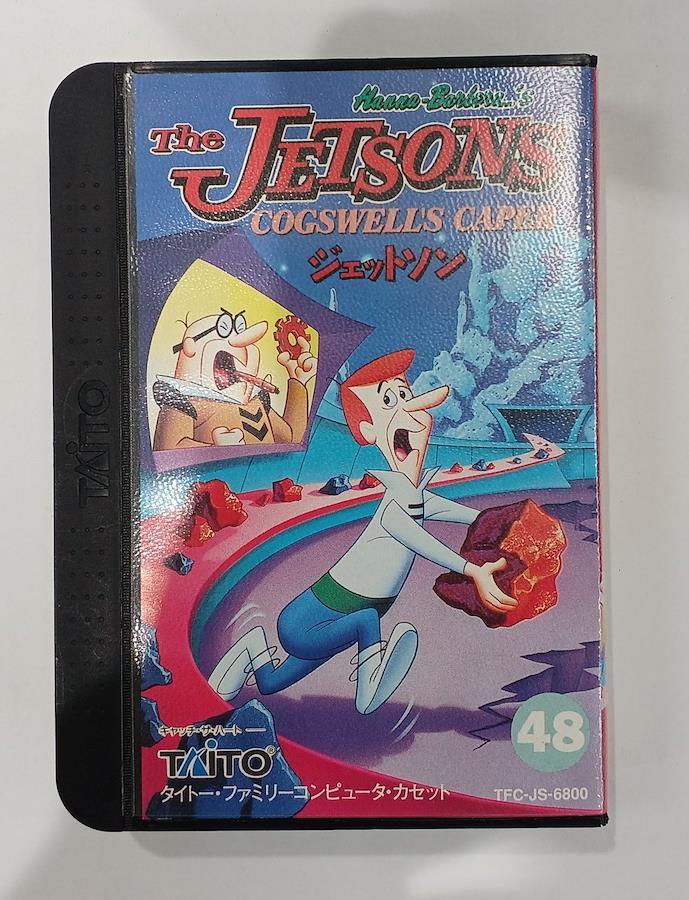 Hanna-Barbera's
The JETSONS®
COGSWELL'S CAPER
ジェットソン
TAITO
キャッチ・ザ・ハート
TAITO®
タイトー・ファミリーコンピュータ・カセット
48
TFC-JS-6800